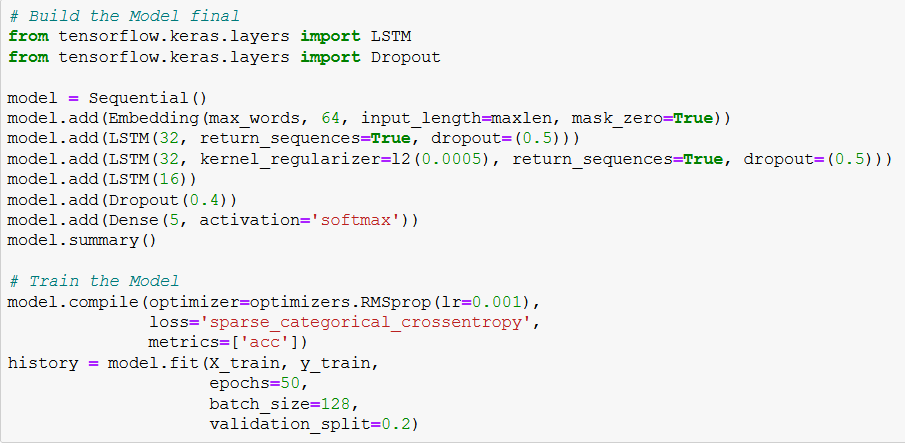 # Build the Model final
from tensorflow.keras.layers import LSTM
from tensorflow.keras.layers import Dropout

model = Sequential()
model.add(Embedding(max_words, 64, input_length=maxlen, mask_zero=True))
model.add(LSTM(32, return_sequences=True, dropout=(0.5)))
model.add(LSTM(32, kernel_regularizer=l2(0.0005), return_sequences=True, dropout=(0.5)))
model.add(LSTM(16))
model.add(Dropout(0.4))
model.add(Dense(5, activation='softmax'))
model.summary()

# Train the Model
model.compile(optimizer=optimizers.RMSprop(lr=0.001),
              loss='sparse_categorical_crossentropy',
              metrics=['acc'])
history = model.fit(X_train, y_train,
                    epochs=50,
                    batch_size=128,
                    validation_split=0.2)